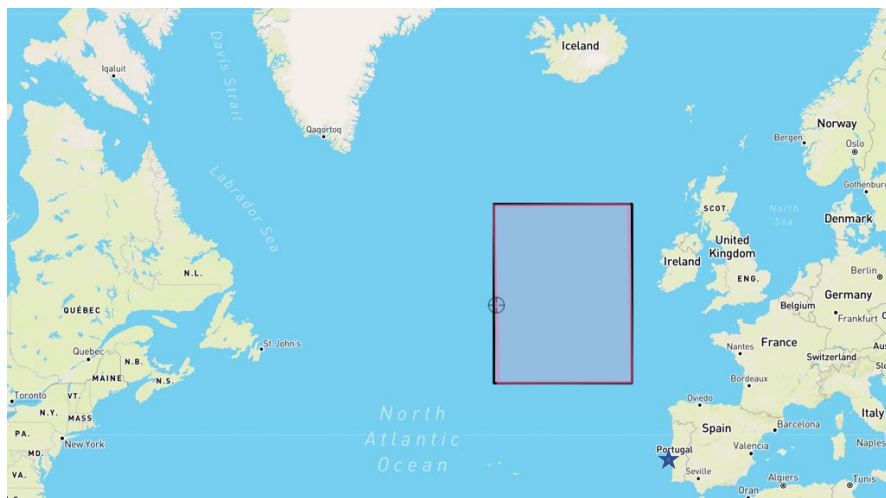 Iceland
Iqaluit
Davis Strait
Qaqortoq
Norway
Bergen
Oslo
Labrador Sea
Gothenburg
SCOT.
North
Sea
Denmark
United
Kingdom
Ireland
ENG.
Berlin
N.L.
Germany
Belgium
Frankfurt
QUÉBEC
St. John's
Quebec
N.B.
Nantes
France
Switzerland
MAINE
N.S.
Bordeaux
Toronto
VT.
N.Y.
MASS
North
Atlantic
Ocean
Oviedo
Italy
PA.
New York
Spain
Barcelona
Naples
MD.
Portugal
Valencia
VA.
Seville
Algiers
Tunis
Oran